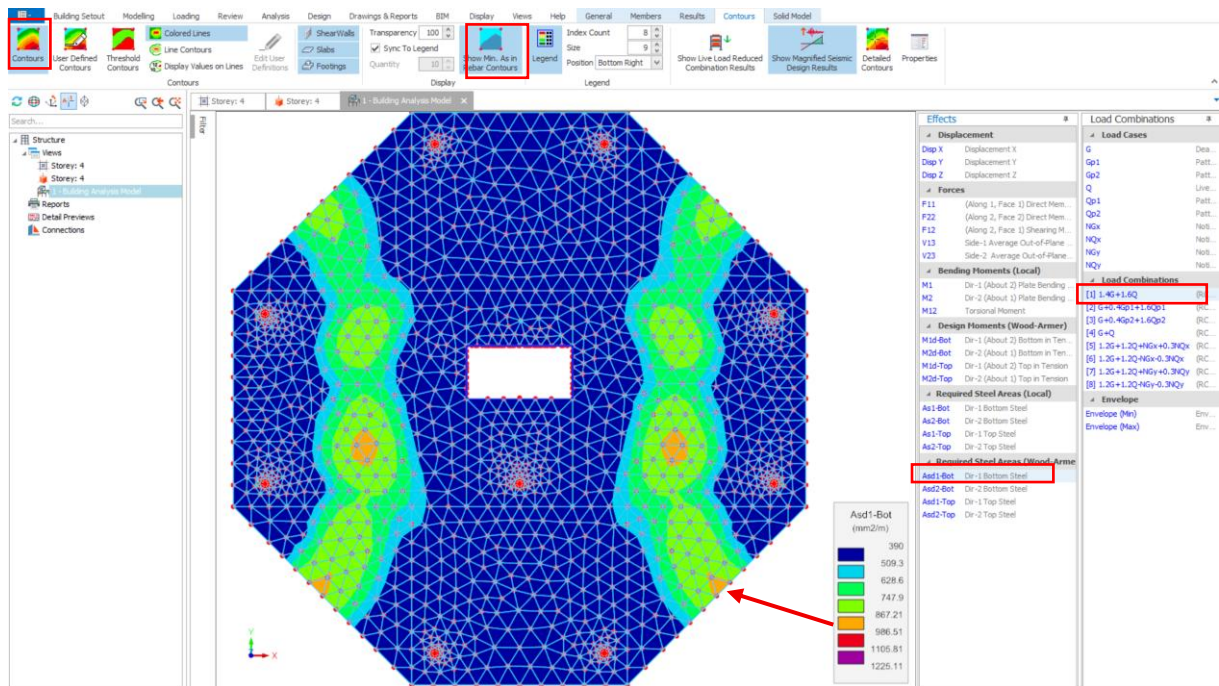 Building Setout Modelling Loading Review Analysis Design Drawings & Reports BIM Display Views Help General Members Results Contours Solid Model
Contours
User Defined Contours
Threshold Contours
Colored Lines
Line Contours
Display Values on Lines
Edit User Definitions
Contours
ShearWalls
Slabs
Footings
Transparency 100
Sync To Legend
Quantity 10
Show Min. As in Rebar Contours
Display
Legend
Index Count 8
Size 9
Position Bottom Right
Legend
Show Live Load Reduced Combination Results
Show Magnified Seismic Design Results
Detailed Contours
Properties
Storey: 4
Storey: 4
1 - Building Analysis Model
Search...
Structure
Views
Storey: 4
Storey: 4
1 - Building Analysis Model
Reports
Detail Previews
Connections
Filter
Y
X
Asd1-Bot
(mm2/m)
390
509.3
628.6
747.9
867.21
986.51
1105.81
1225.11
Effects
Displacement
Disp X Displacement X
Disp Y Displacement Y
Disp Z Displacement Z
Forces
F11 (Along 1, Face 1) Direct Mem...
F22 (Along 2, Face 2) Direct Mem...
F12 (Along 2, Face 1) Shearing M...
V13 Side-1 Average Out-of-Plane ...
V23 Side-2 Average Out-of-Plane...
Bending Moments (Local)
M1 Dir-1 (About 2) Plate Bending ...
M2 Dir-2 (About 1) Plate Bending ...
M12 Torsional Moment
Design Moments (Wood-Armer)
M1d-Bot Dir-1 (About 2) Bottom in Ten...
M2d-Bot Dir-2 (About 1) Bottom in Ten...
M1d-Top Dir-1 (About 2) Top in Tension
M2d-Top Dir-2 (About 1) Top in Tension
Required Steel Areas (Local)
As1-Bot Dir-1 Bottom Steel
As2-Bot Dir-2 Bottom Steel
As1-Top Dir-1 Top Steel
As2-Top Dir-2 Top Steel
Required Steel Areas (Wood-Arme
Asd1-Bot Dir-1 Bottom Steel
Asd2-Bot Dir-2 Bottom Steel
Asd1-Top Dir-1 Top Steel
Asd2-Top Dir-2 Top Steel
Load Combinations
Load Cases
G Dea...
Gp1 Patt...
Gp2 Patt...
Q Live...
Qp1 Patt...
Qp2 Patt...
NGx Noti...
NQx Noti...
NGy Noti...
NQy Noti...
Load Combinations
[1] 1.4G+1.6Q (RC...
[2] G+0.4Gp1+1.6Qp1 (RC...
[3] G+0.4Gp2+1.6Qp2 (RC...
[4] G+Q (RC...
[5] 1.2G+1.2Q+NGx+0.3NQx (RC...
[6] 1.2G+1.2Q-NGx-0.3NQx (RC...
[7] 1.2G+1.2Q+NGy+0.3NQy (RC...
[8] 1.2G+1.2Q-NGy-0.3NQy (RC...
Envelope
Envelope (Min) Env...
Envelope (Max) Env...